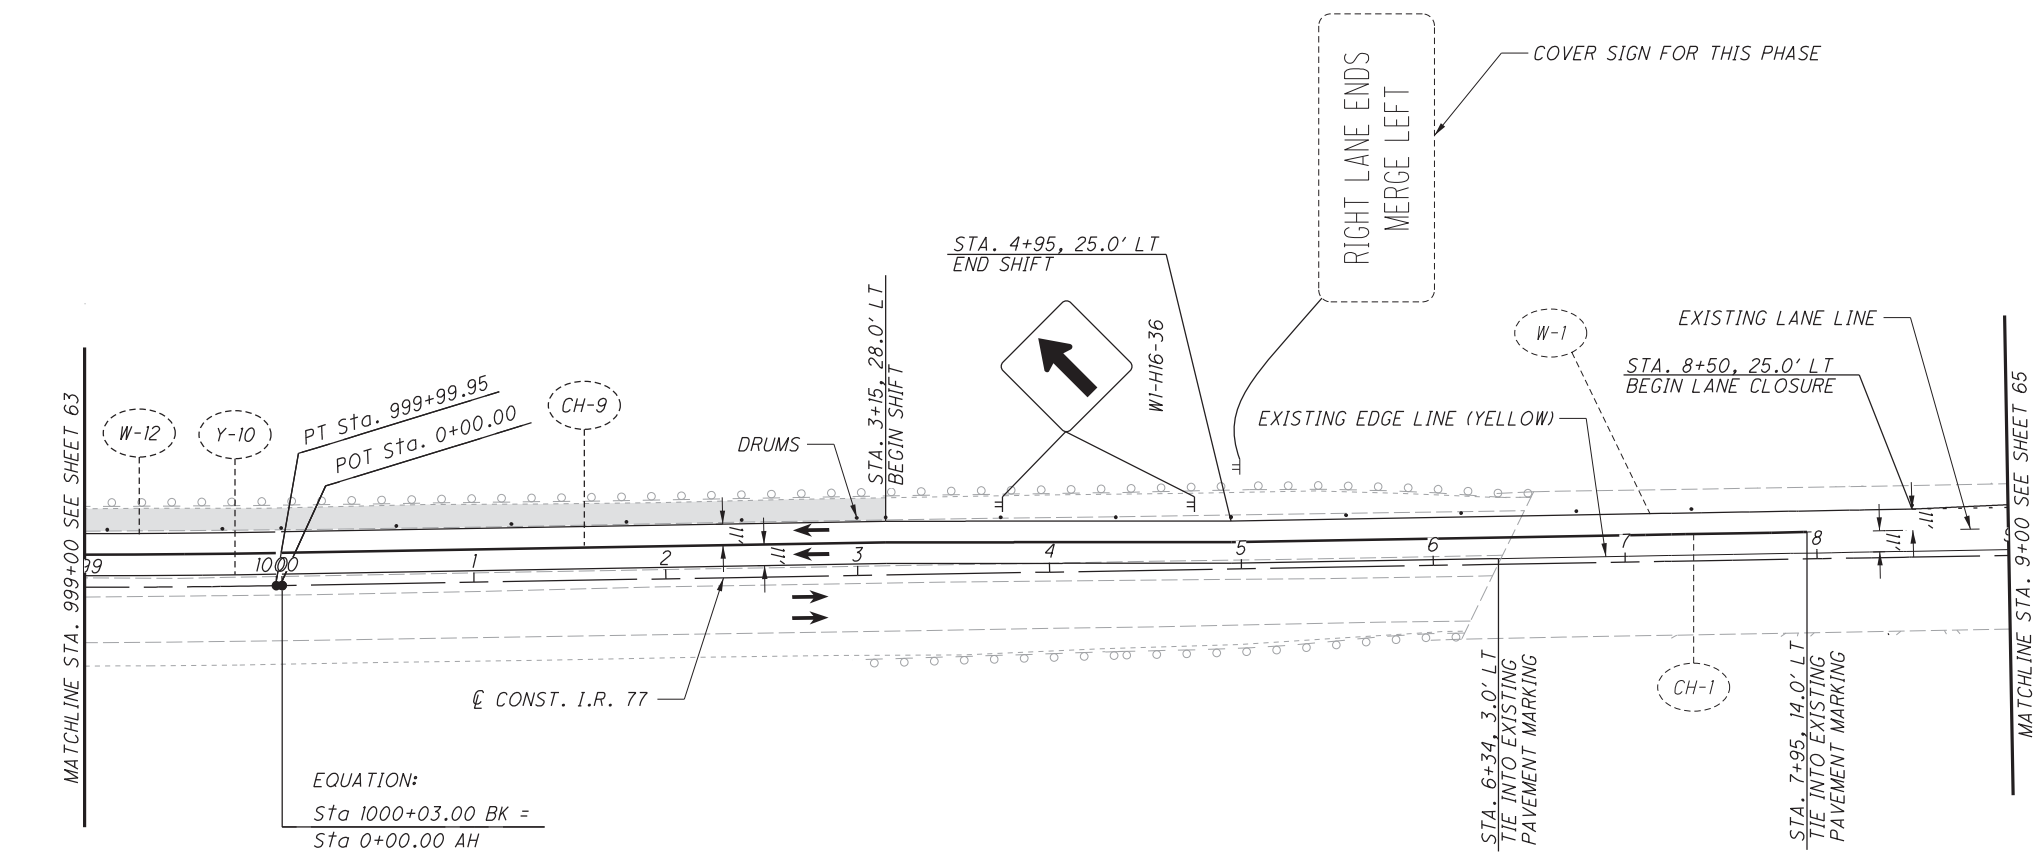 COVER SIGN FOR THIS PHASE
RIGHT LANE ENDS
MERGE LEFT
STA. 4+95, 25.0' LT
END SHIFT
STA. 3+15, 28.0' LT
BEGIN SHIFT
W1-H16-36
W-1
EXISTING LANE LINE
STA. 8+50, 25.0' LT
BEGIN LANE CLOSURE
EXISTING EDGE LINE (YELLOW)
MATCHLINE STA. 999+00 SEE SHEET 63
W-12
Y-10
PT Sta. 999+99.95
POT Sta. 0+00.00
CH-9
DRUMS
MATCHLINE STA. 9+00 SEE SHEET 65
11'
11'
11'
11'
99
1000
1
2
3
4
5
6
7
8
℄ CONST. I.R. 77
CH-1
STA. 6+34, 3.0' LT
TIE INTO EXISTING
PAVEMENT MARKING
STA. 7+95, 14.0' LT
TIE INTO EXISTING
PAVEMENT MARKING
EQUATION:
Sta 1000+03.00 BK =
Sta 0+00.00 AH